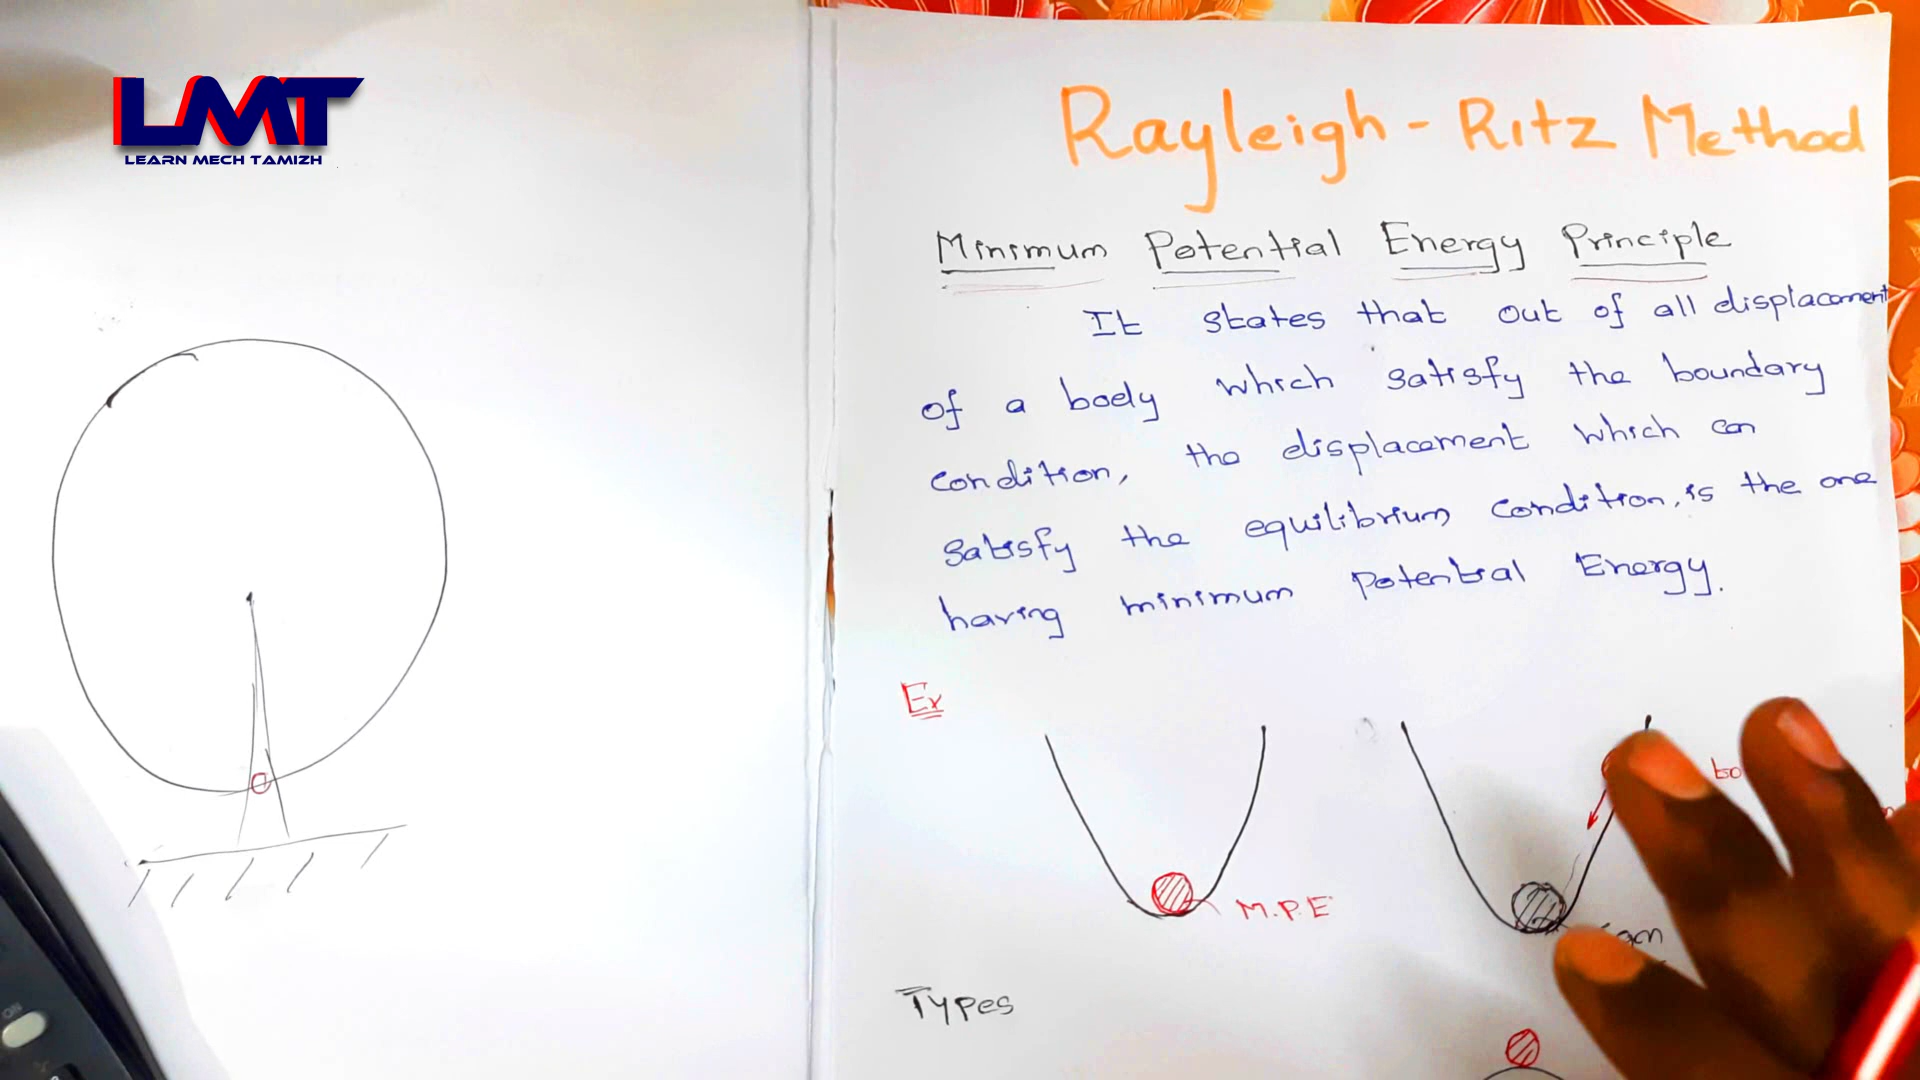 LMT
LEARN MECH TAMIZH
Rayleigh - Ritz Method
Minimum Potential Energy Principle
It states that out of all displacement
of a body which satisfy the boundary
condition, the displacement which can
satisfy the equilibrium condition, is the one
having minimum potential Energy.
Ex
M.P.E
Types
ON